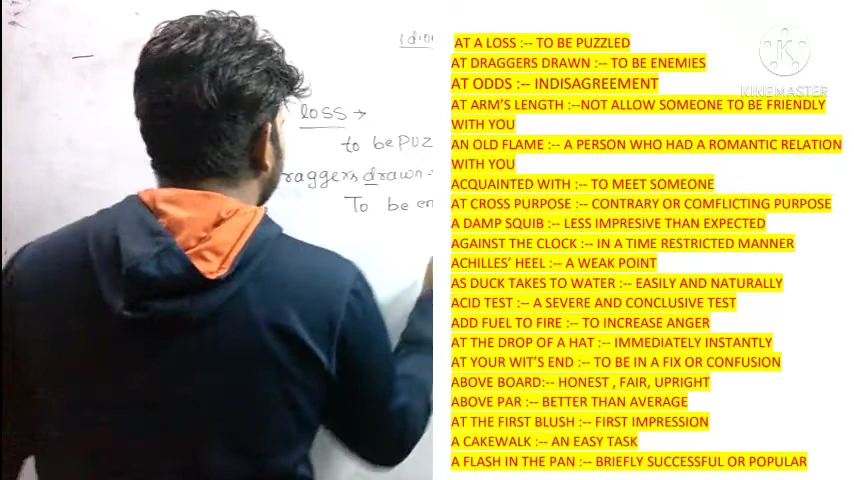 loss →
to be PUZ
raggers drawn :-
To be en
AT A LOSS :-- TO BE PUZZLED
AT DRAGGERS DRAWN :-- TO BE ENEMIES
AT ODDS :-- INDISAGREEMENT
AT ARM'S LENGTH :--NOT ALLOW SOMEONE TO BE FRIENDLY
WITH YOU
AN OLD FLAME :-- A PERSON WHO HAD A ROMANTIC RELATION
WITH YOU
ACQUAINTED WITH :-- TO MEET SOMEONE
AT CROSS PURPOSE :-- CONTRARY OR COMFLICTING PURPOSE
A DAMP SQUIB :-- LESS IMPRESIVE THAN EXPECTED
AGAINST THE CLOCK :-- IN A TIME RESTRICTED MANNER
ACHILLES' HEEL :-- A WEAK POINT
AS DUCK TAKES TO WATER :-- EASILY AND NATURALLY
ACID TEST :-- A SEVERE AND CONCLUSIVE TEST
ADD FUEL TO FIRE :-- TO INCREASE ANGER
AT THE DROP OF A HAT :-- IMMEDIATELY INSTANTLY
AT YOUR WIT'S END :-- TO BE IN A FIX OR CONFUSION
ABOVE BOARD:-- HONEST , FAIR, UPRIGHT
ABOVE PAR :-- BETTER THAN AVERAGE
AT THE FIRST BLUSH :-- FIRST IMPRESSION
A CAKEWALK :-- AN EASY TASK
A FLASH IN THE PAN :-- BRIEFLY SUCCESSFUL OR POPULAR
KINEMASTER